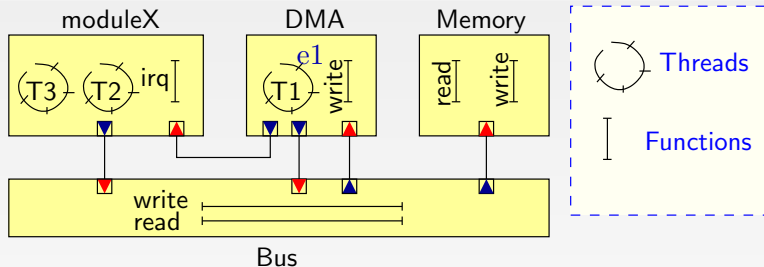 moduleX
DMA
Memory
T3
T2
irq
T1
e1
write
read
write
Threads
Functions
write
read
Bus